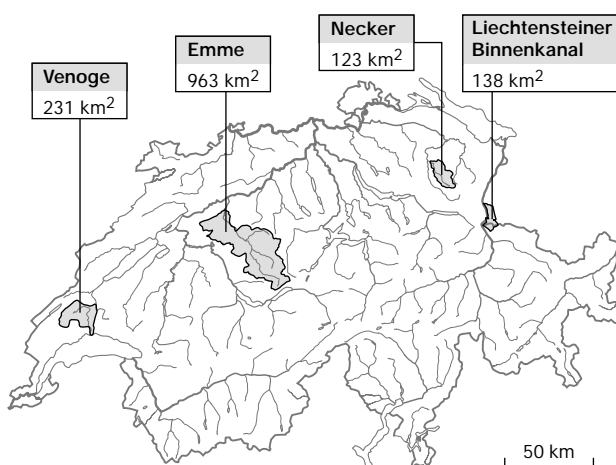 Venoge
231 km²
Emme
963 km²
Necker
123 km²
Liechtensteiner
Binnenkanal
138 km²
50 km